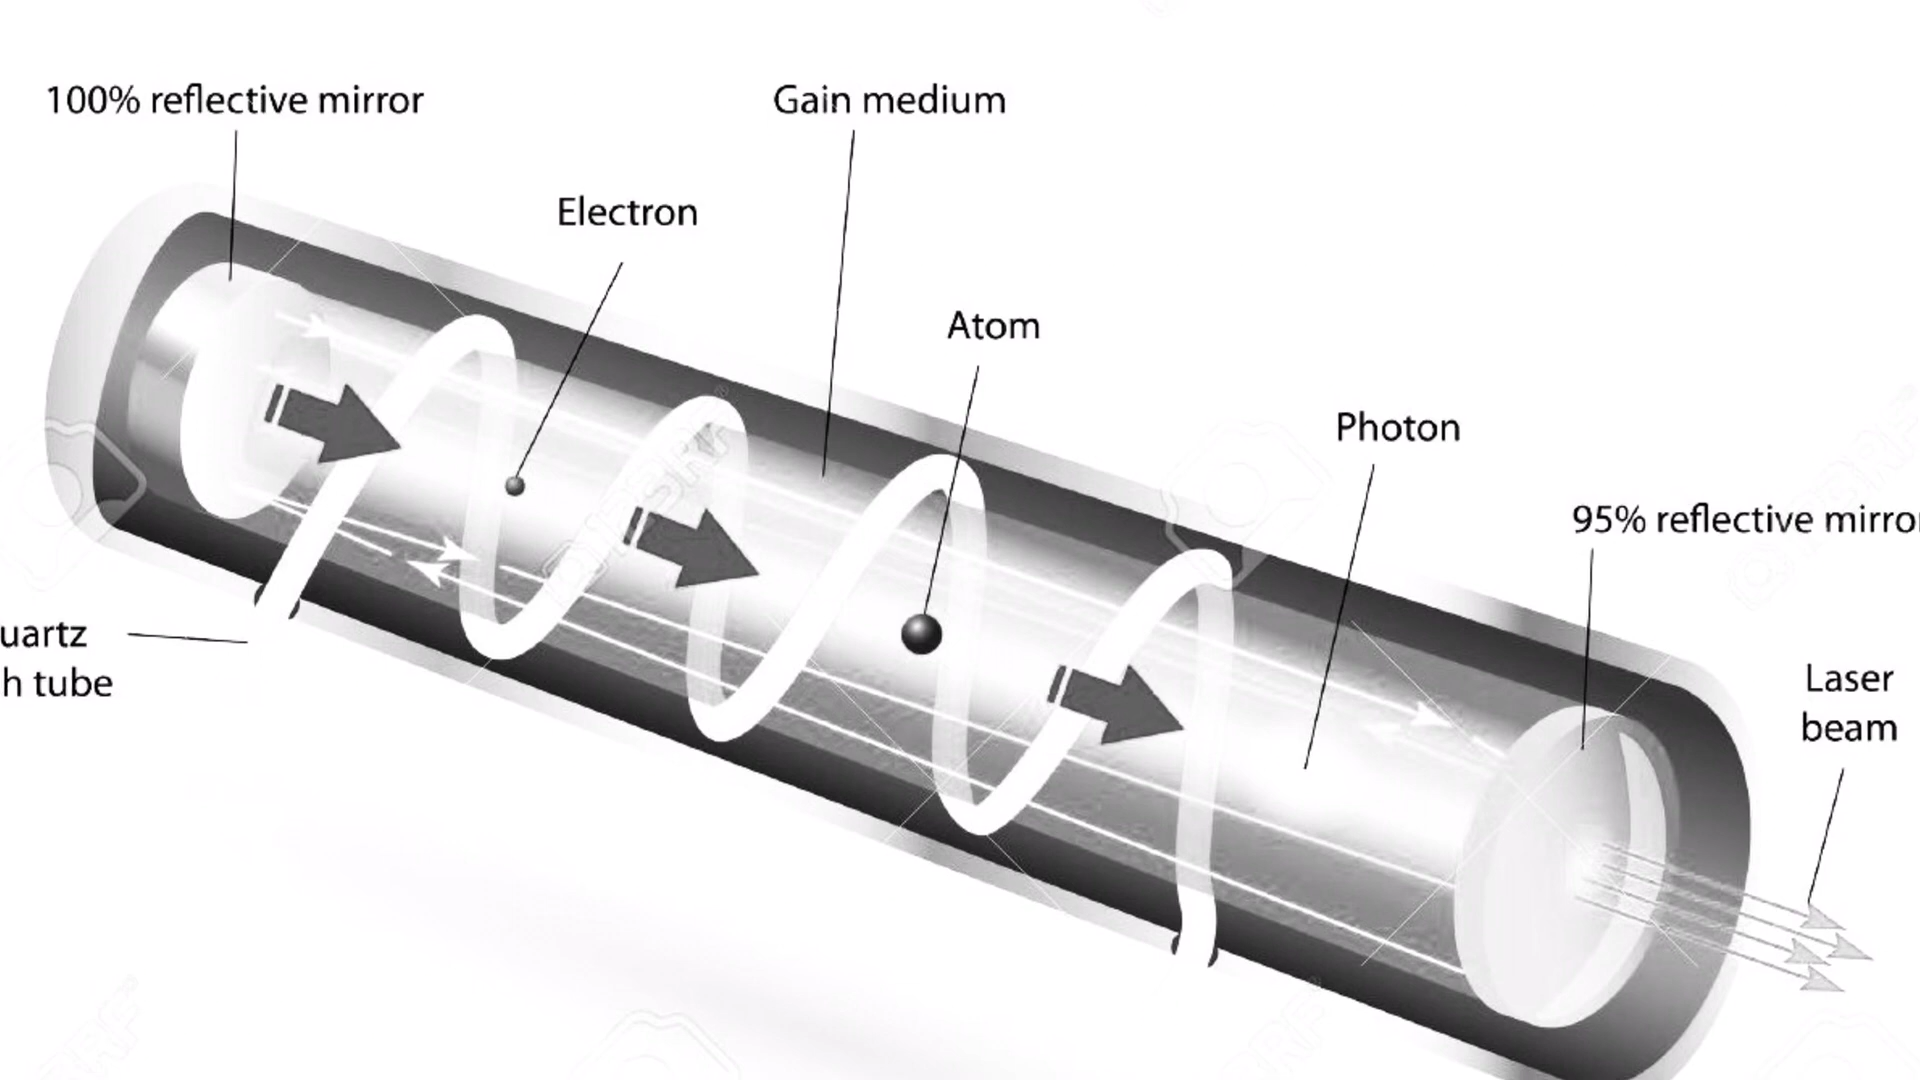 100% reflective mirror
Gain medium
Electron
Atom
Photon
95% reflective mirro
uartz
h tube
Laser
beam